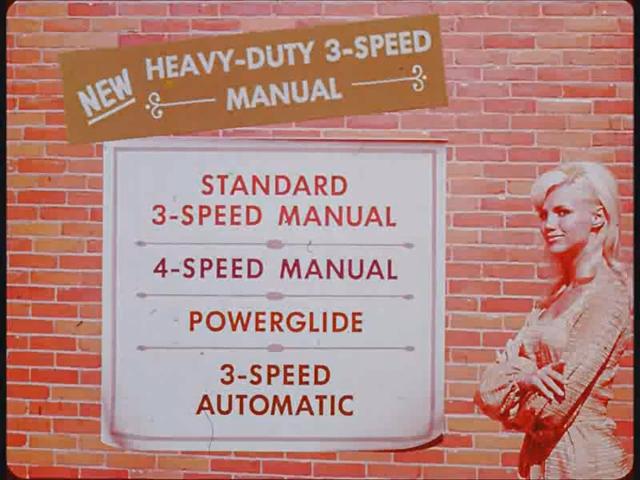 NEW
HEAVY-DUTY 3-SPEED
MANUAL
STANDARD
3-SPEED MANUAL
4-SPEED MANUAL
POWERGLIDE
3-SPEED
AUTOMATIC